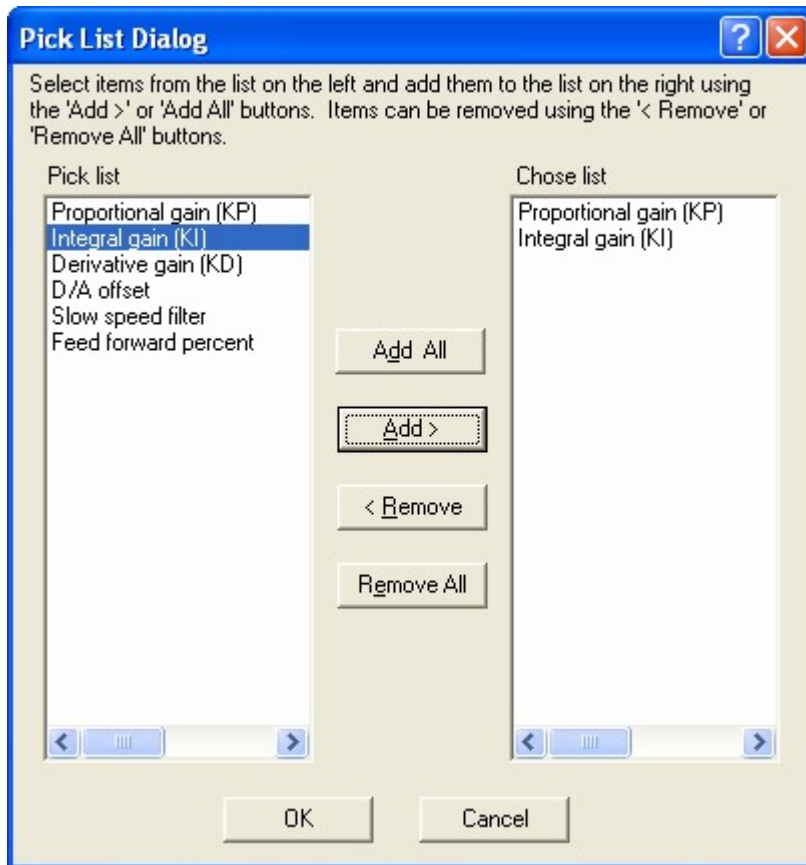 Pick List Dialog
Select items from the list on the left and add them to the list on the right using
the 'Add >' or 'Add All' buttons.  Items can be removed using the '< Remove' or
'Remove All' buttons.
Pick list
Proportional gain (KP)
Integral gain (KI)
Derivative gain (KD)
D/A offset
Slow speed filter
Feed forward percent
Add All
Add >
< Remove
Remove All
Chose list
Proportional gain (KP)
Integral gain (KI)
OK
Cancel